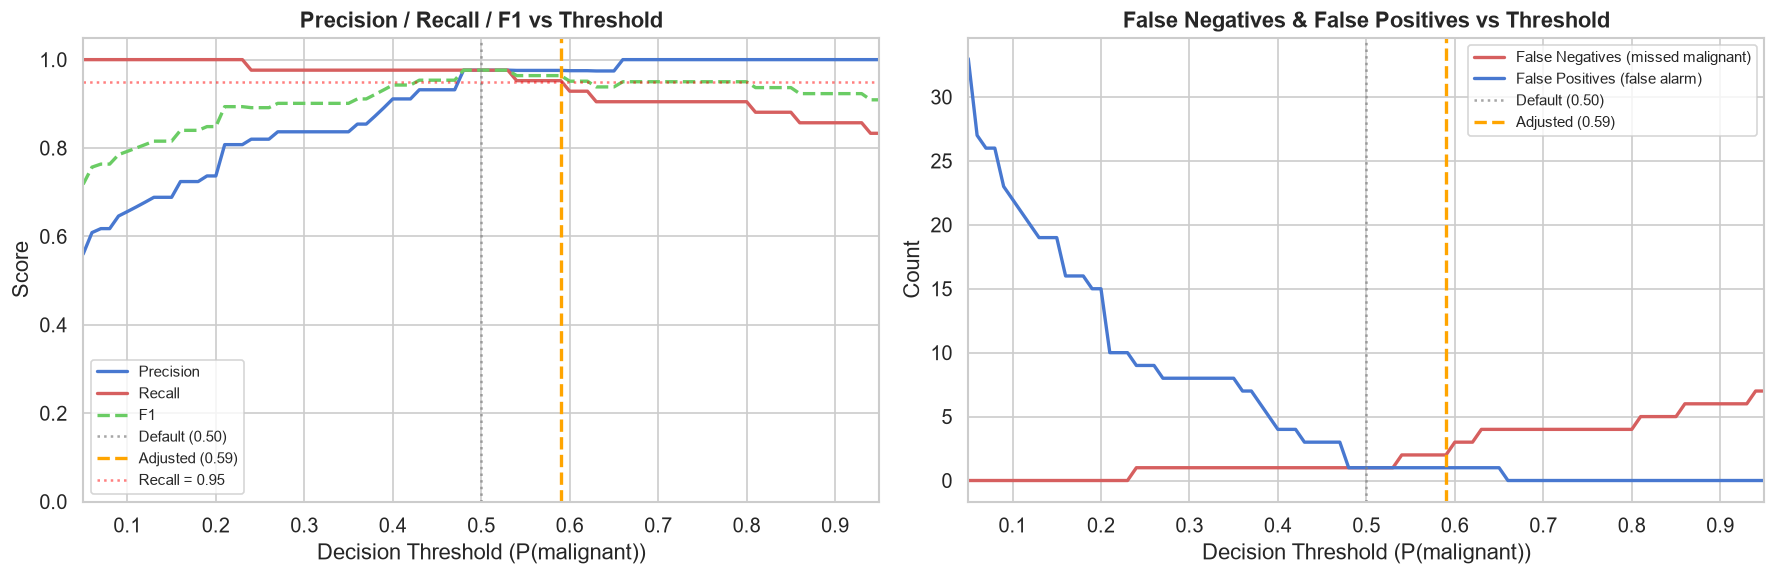 Precision / Recall / F1 vs Threshold
1.0
0.8
0.6
0.4
0.2
0.0
Score
Precision
Recall
F1
Default (0.50)
Adjusted (0.59)
Recall = 0.95
0.1 0.2 0.3 0.4 0.5 0.6 0.7 0.8 0.9
Decision Threshold (P(malignant))
False Negatives & False Positives vs Threshold
False Negatives (missed malignant)
False Positives (false alarm)
Default (0.50)
Adjusted (0.59)
30
25
20
15
10
5
0
Count
0.1 0.2 0.3 0.4 0.5 0.6 0.7 0.8 0.9
Decision Threshold (P(malignant))